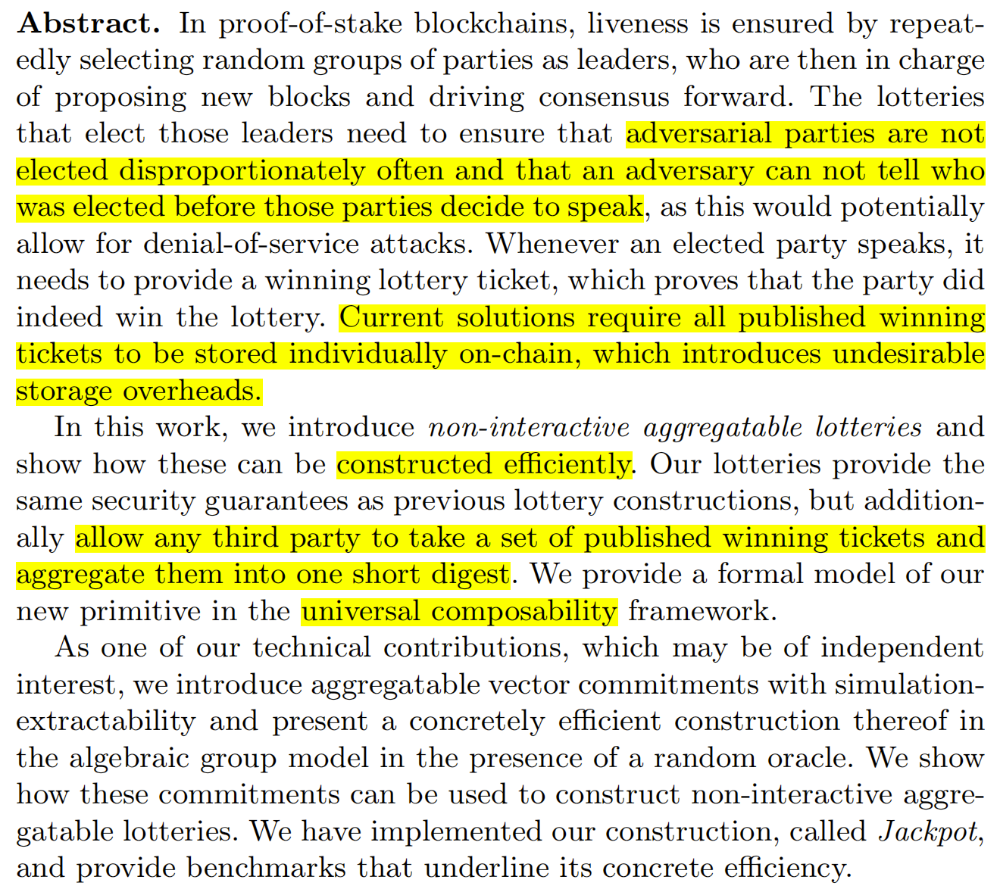 Abstract. In proof-of-stake blockchains, liveness is ensured by repeat-
edly selecting random groups of parties as leaders, who are then in charge
of proposing new blocks and driving consensus forward. The lotteries
that elect those leaders need to ensure that adversarial parties are not
elected disproportionately often and that an adversary can not tell who
was elected before those parties decide to speak, as this would potentially
allow for denial-of-service attacks. Whenever an elected party speaks, it
needs to provide a winning lottery ticket, which proves that the party did
indeed win the lottery. Current solutions require all published winning
tickets to be stored individually on-chain, which introduces undesirable
storage overheads.
In this work, we introduce non-interactive aggregatable lotteries and
show how these can be constructed efficiently. Our lotteries provide the
same security guarantees as previous lottery constructions, but addition-
ally allow any third party to take a set of published winning tickets and
aggregate them into one short digest. We provide a formal model of our
new primitive in the universal composability framework.
As one of our technical contributions, which may be of independent
interest, we introduce aggregatable vector commitments with simulation-
extractability and present a concretely efficient construction thereof in
the algebraic group model in the presence of a random oracle. We show
how these commitments can be used to construct non-interactive aggre-
gatable lotteries. We have implemented our construction, called Jackpot,
and provide benchmarks that underline its concrete efficiency.